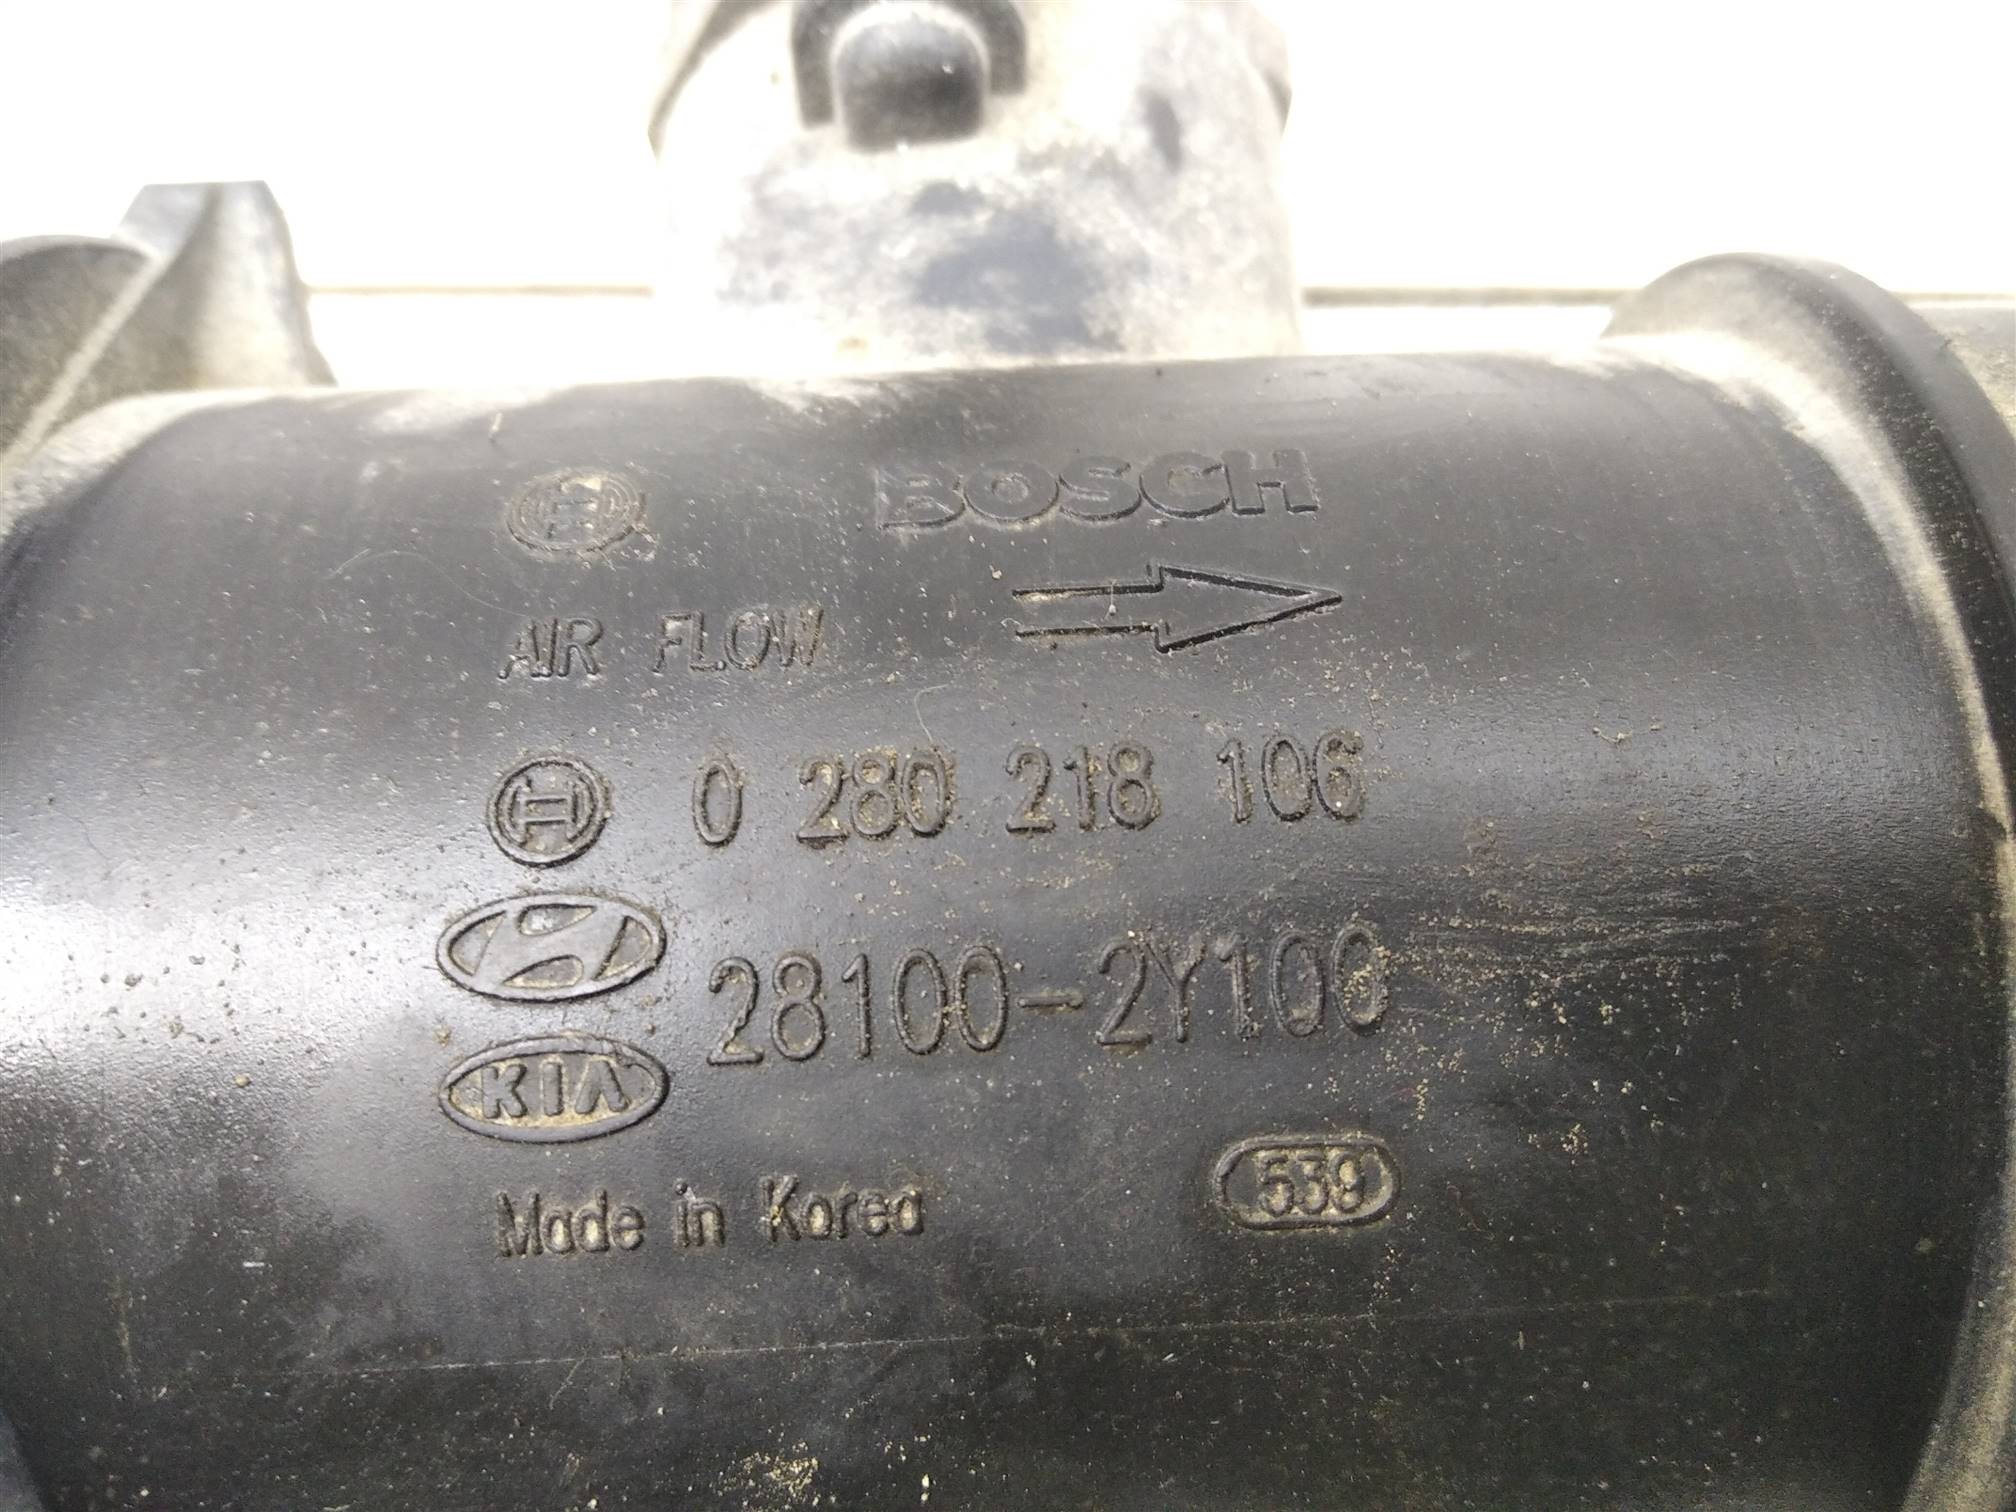 BOSCH
AIR FLOW
0 280 218 106
28100-2Y100
KIA
Made in Korea
539